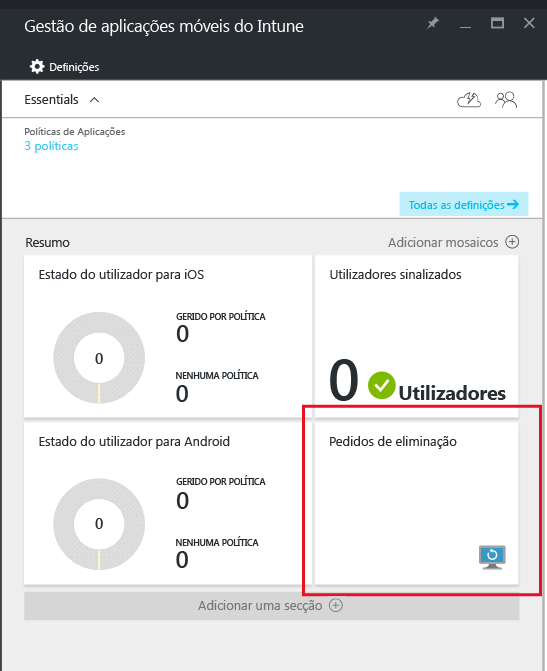 Gestão de aplicações móveis do Intune
Definições
Essentials
Políticas de Aplicações
3 políticas
Todas as definições
Resumo
Adicionar mosaicos
Estado do utilizador para iOS
0
GERIDO POR POLÍTICA
0
NENHUMA POLÍTICA
0
Utilizadores sinalizados
0 Utilizadores
Estado do utilizador para Android
0
GERIDO POR POLÍTICA
0
NENHUMA POLÍTICA
0
Pedidos de eliminação
Adicionar uma secção